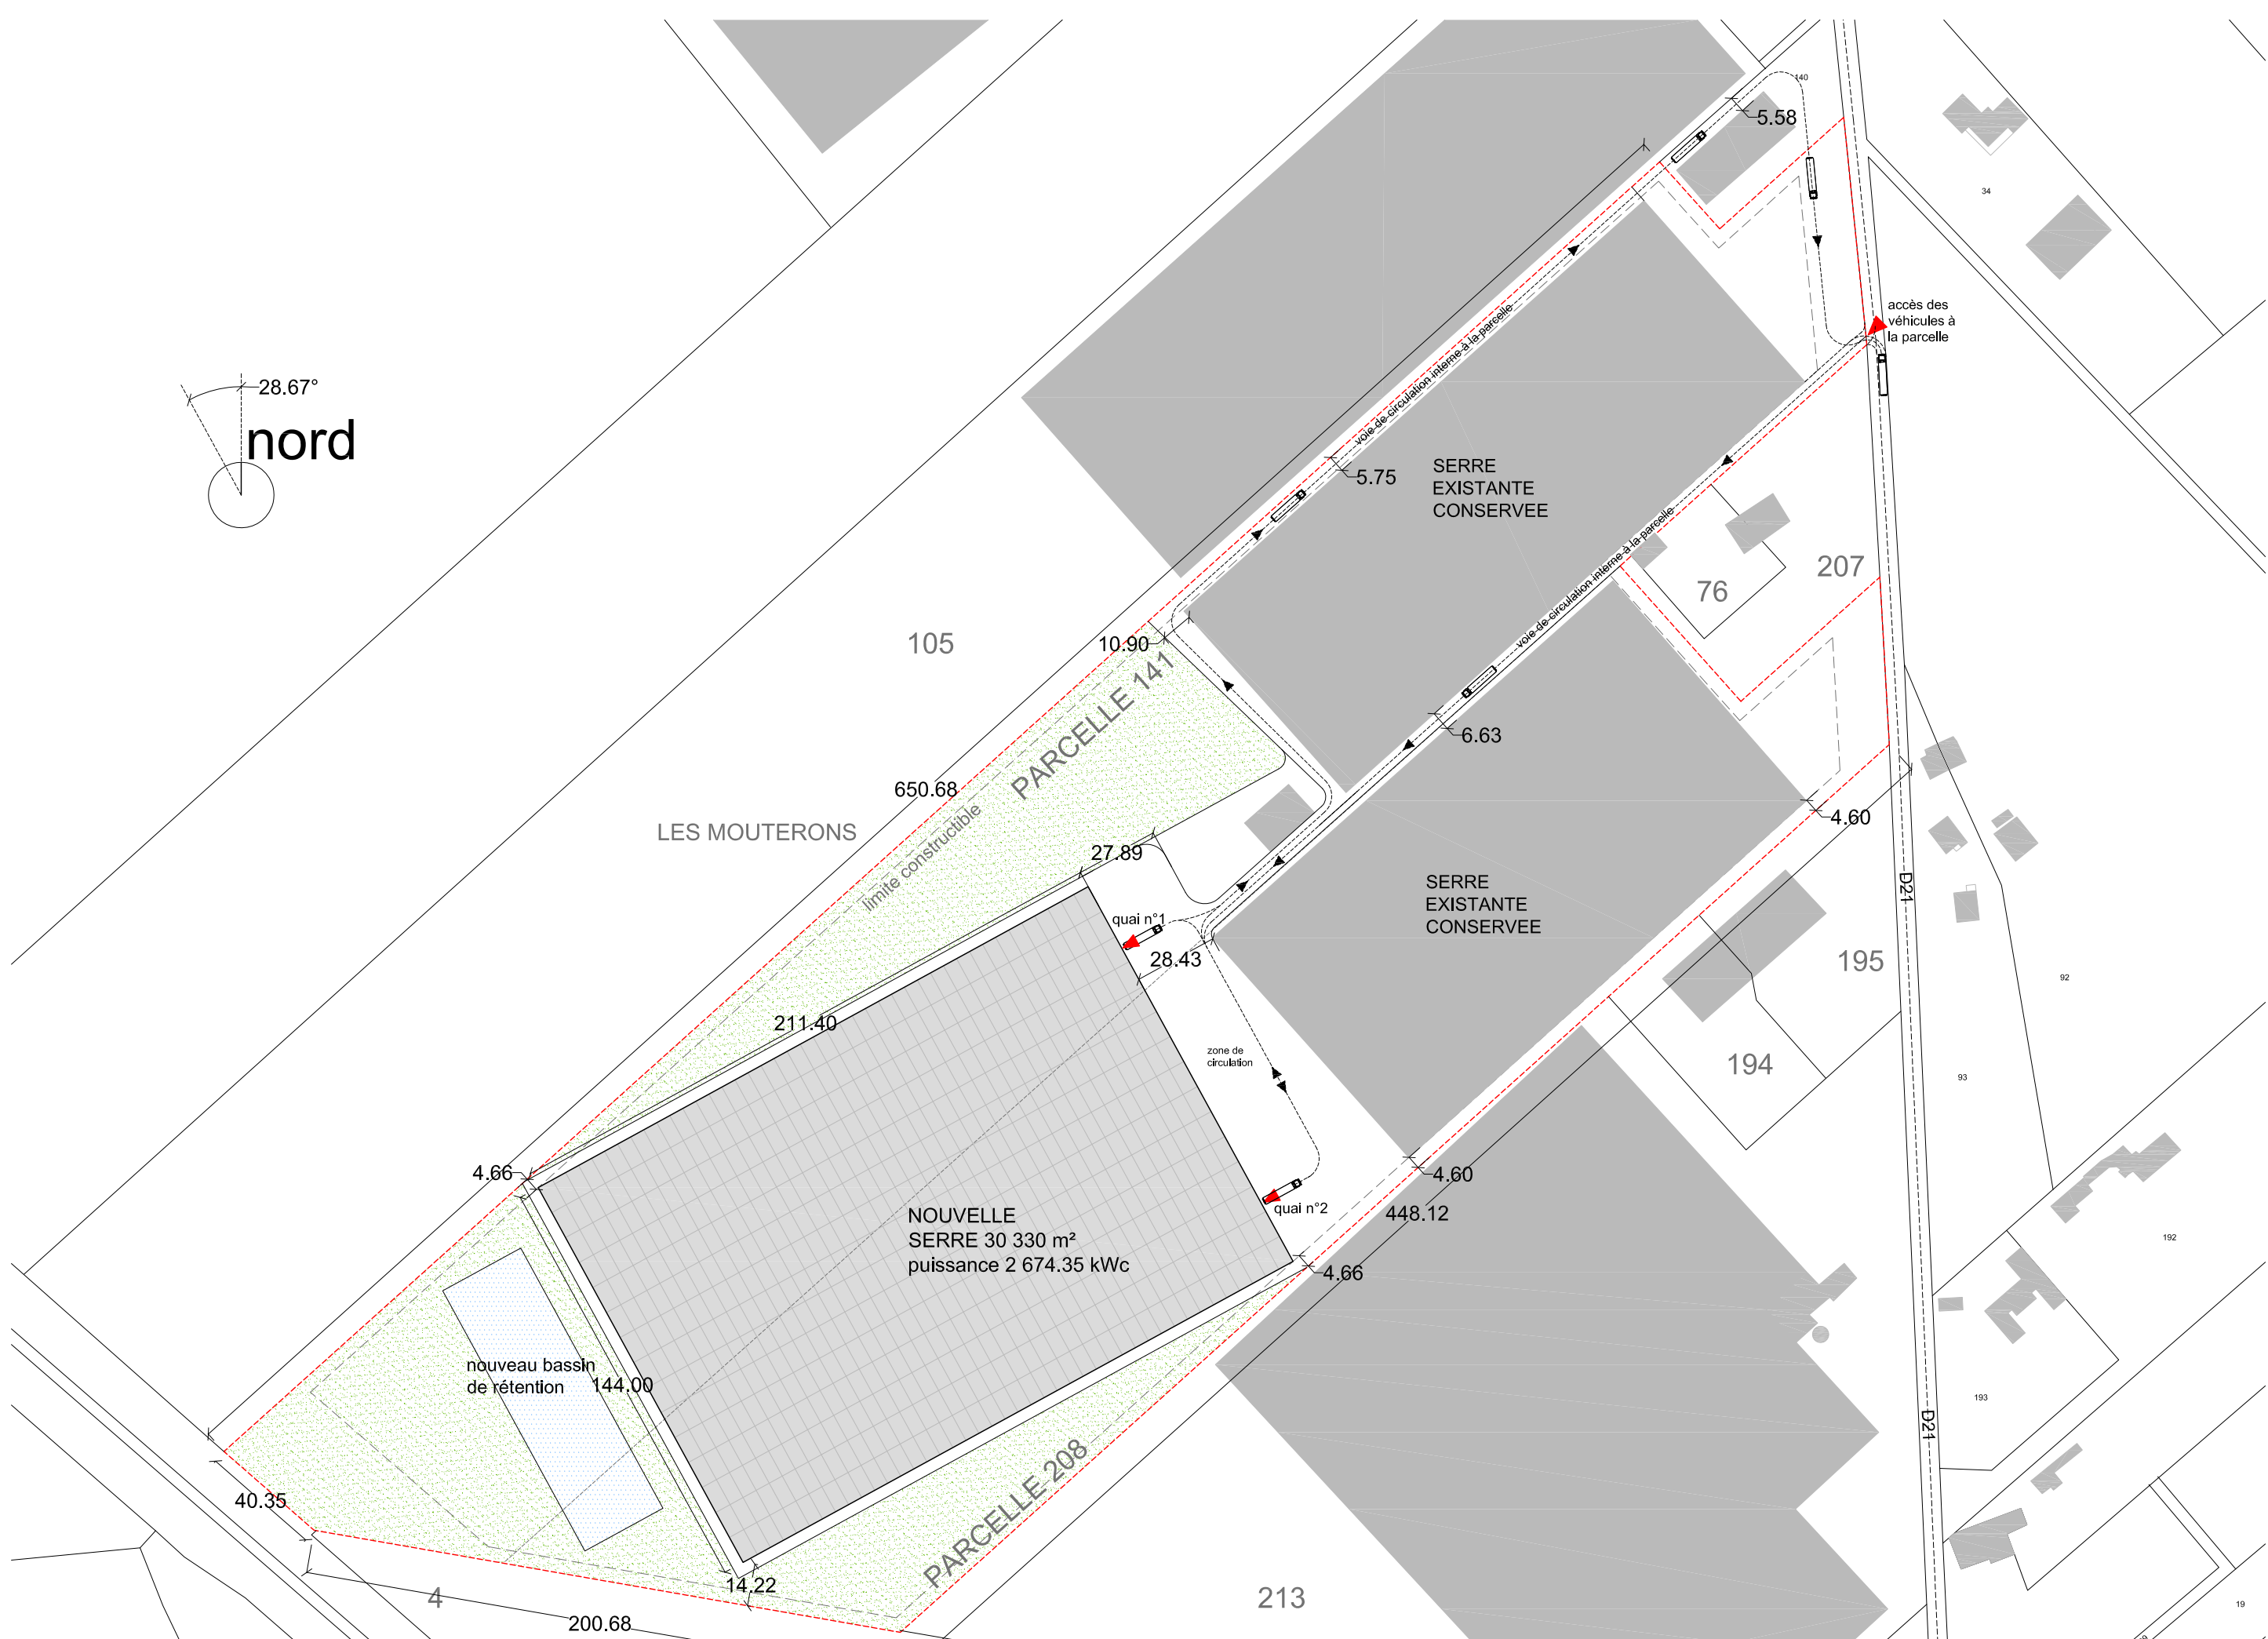 140
5.58
34
accès des
véhicules à
la parcelle
28.67°
nord
voie de circulation interne à la parcelle
5.75
SERRE
EXISTANTE
CONSERVEE
voie de circulation interne à la parcelle
207
76
105
10.90
PARCELLE 141
6.63
650.68
LES MOUTERONS
limite constructible
4.60
27.89
D21
SERRE
EXISTANTE
CONSERVEE
quai n°1
28.43
195
92
211.40
zone de
circulation
194
93
4.66
4.60
quai n°2
448.12
NOUVELLE
SERRE 30 330 m²
puissance 2 674.35 kWc
192
4.66
nouveau bassin
de rétention
144.00
193
D21
40.35
PARCELLE 208
14.22
4
213
200.68
19